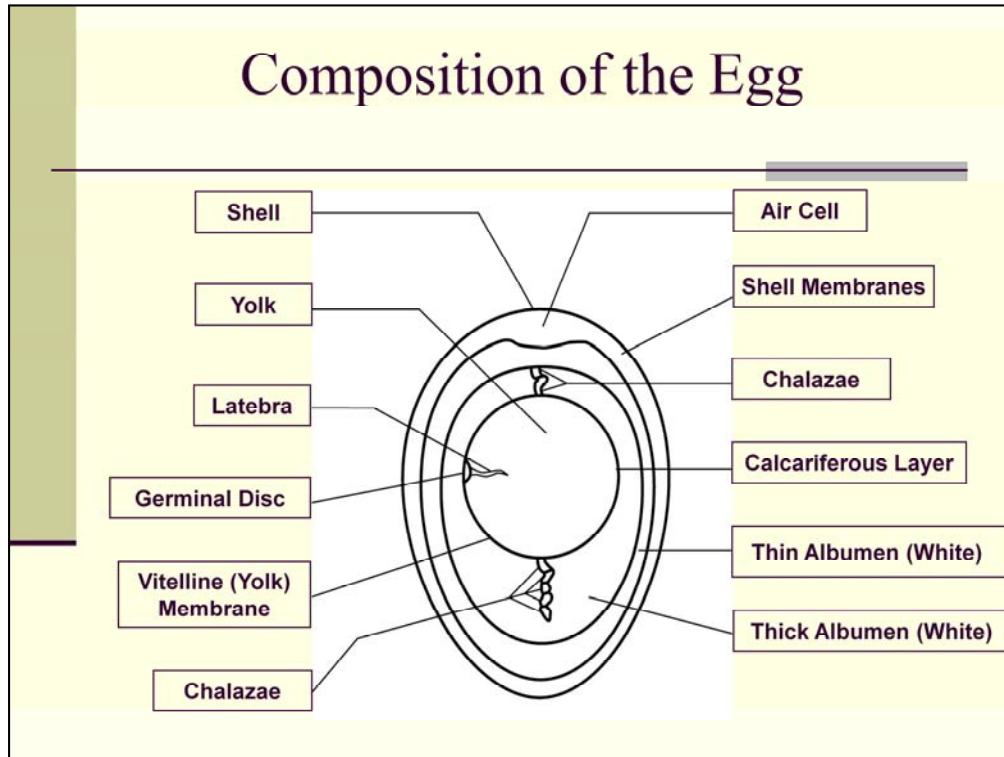 Composition of the Egg
Shell
Air Cell
Shell Membranes
Yolk
Chalazae
Latebra
Calcariferous Layer
Germinal Disc
Thin Albumen (White)
Vitelline (Yolk)
Membrane
Thick Albumen (White)
Chalazae